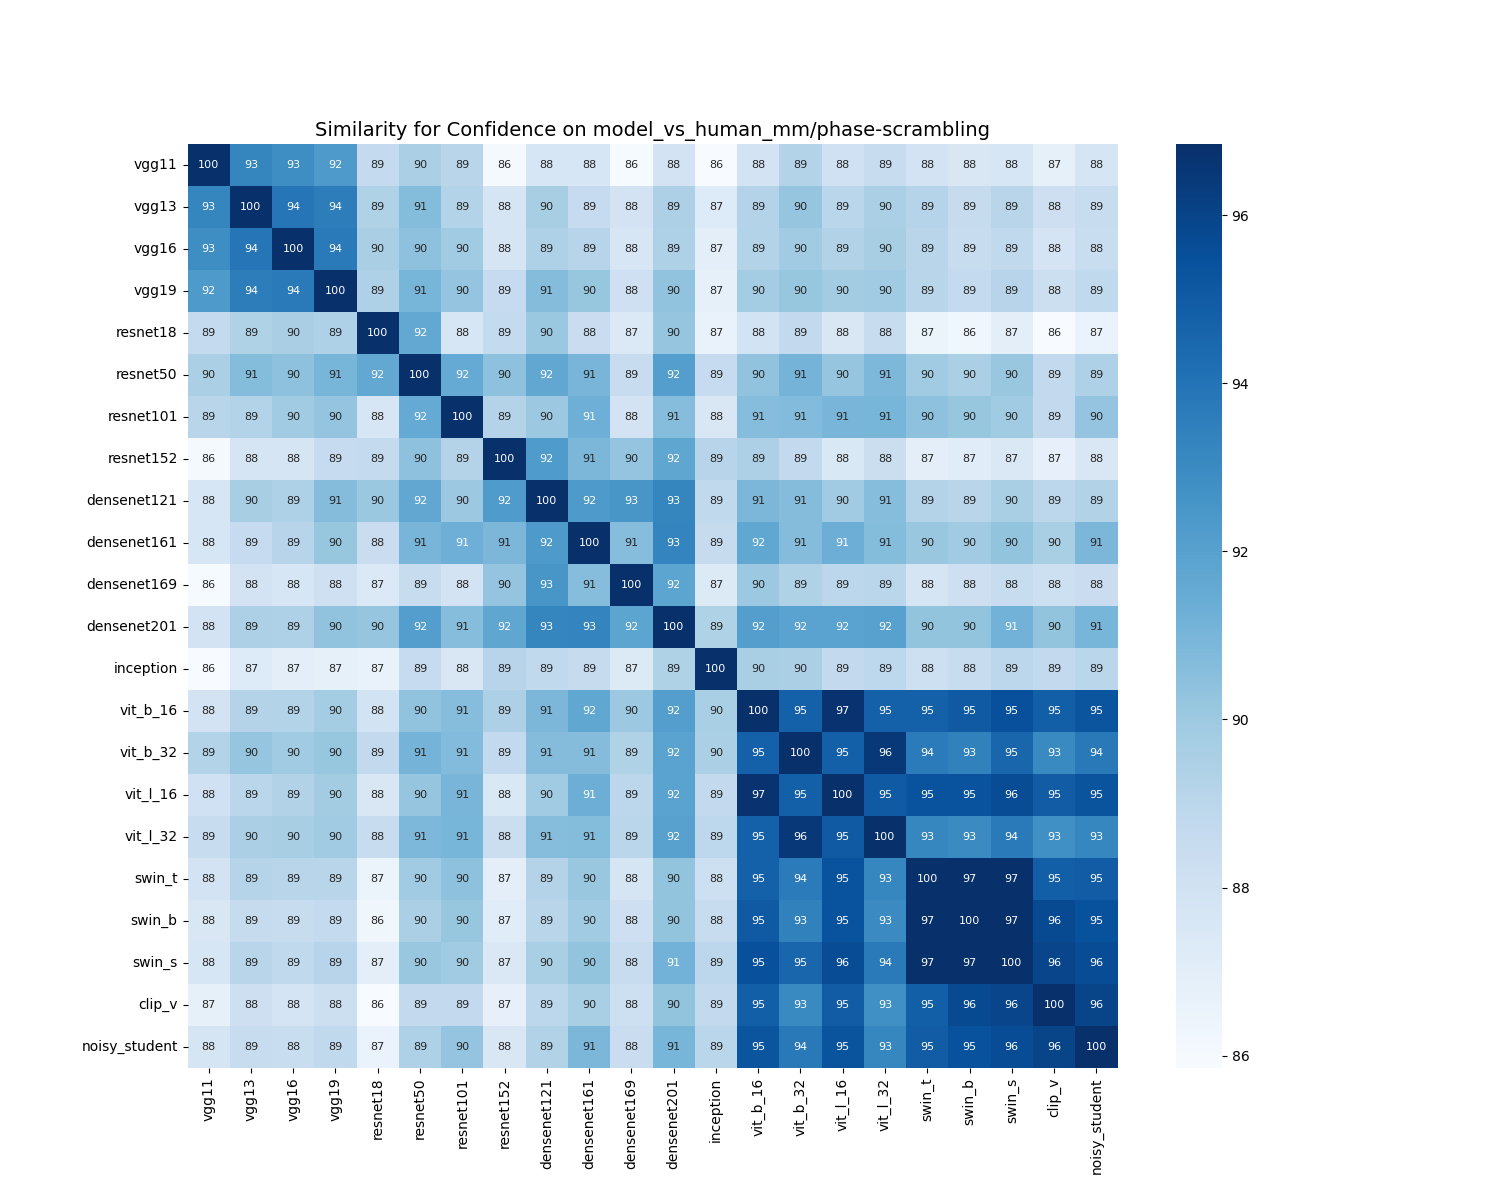 Similarity for Confidence on model_vs_human_mm/phase-scrambling
vgg11 100 93 93 92 89 90 89 86 88 88 86 88 86 88 89 88 89 88 88 88 87 88
vgg13 93 100 94 94 89 91 89 88 90 89 88 89 87 89 90 89 90 89 89 89 88 89
vgg16 93 94 100 94 90 90 90 88 89 89 88 89 87 89 90 89 90 89 89 89 88 88
vgg19 92 94 94 100 89 91 90 89 91 90 88 90 87 90 90 90 90 89 89 89 88 89
resnet18 89 89 90 89 100 92 88 89 90 88 87 90 87 88 89 88 88 87 86 87 86 87
resnet50 90 91 90 91 92 100 92 90 92 91 89 92 89 90 91 90 91 90 90 90 89 89
resnet101 89 89 90 90 88 92 100 89 90 91 88 91 88 91 91 91 91 90 90 90 89 90
resnet152 86 88 88 89 89 90 89 100 92 91 90 92 89 89 89 88 88 87 87 87 87 88
densenet121 88 90 89 91 90 92 90 92 100 92 93 93 89 91 91 90 91 89 89 90 89 89
densenet161 88 89 89 90 88 91 91 91 92 100 91 93 89 92 91 91 91 90 90 90 90 91
densenet169 86 88 88 88 87 89 88 90 93 91 100 92 87 90 89 89 89 88 88 88 88 88
densenet201 88 89 89 90 90 92 91 92 93 93 92 100 89 92 92 92 92 90 90 91 90 91
inception 86 87 87 87 87 89 88 89 89 89 87 89 100 90 90 89 89 88 88 89 89 89
vit_b_16 88 89 89 90 88 90 91 89 91 92 90 92 90 100 95 97 95 95 95 95 95 95
vit_b_32 89 90 90 90 89 91 91 89 91 91 89 92 90 95 100 95 96 94 93 95 93 94
vit_l_16 88 89 89 90 88 90 91 88 90 91 89 92 89 97 95 100 95 95 95 96 95 95
vit_l_32 89 90 90 90 88 91 91 88 91 91 89 92 89 95 96 95 100 93 93 94 93 93
swin_t 88 89 89 89 87 90 90 87 89 90 88 90 88 95 94 95 93 100 97 97 95 95
swin_b 88 89 89 89 86 90 90 87 89 90 88 90 88 95 93 95 93 97 100 97 96 95
swin_s 88 89 89 89 87 90 90 87 90 90 88 91 89 95 95 96 94 97 97 100 96 96
clip_v 87 88 88 88 86 89 89 87 89 90 88 90 89 95 93 95 93 95 96 96 100 96
noisy_student 88 89 88 89 87 89 90 88 89 91 88 91 89 95 94 95 93 95 95 96 96 100
vgg11 vgg13 vgg16 vgg19 resnet18 resnet50 resnet101 resnet152 densenet121 densenet161 densenet169 densenet201 inception vit_b_16 vit_b_32 vit_l_16 vit_l_32 swin_t swin_b swin_s clip_v noisy_student
96
94
92
90
88
86